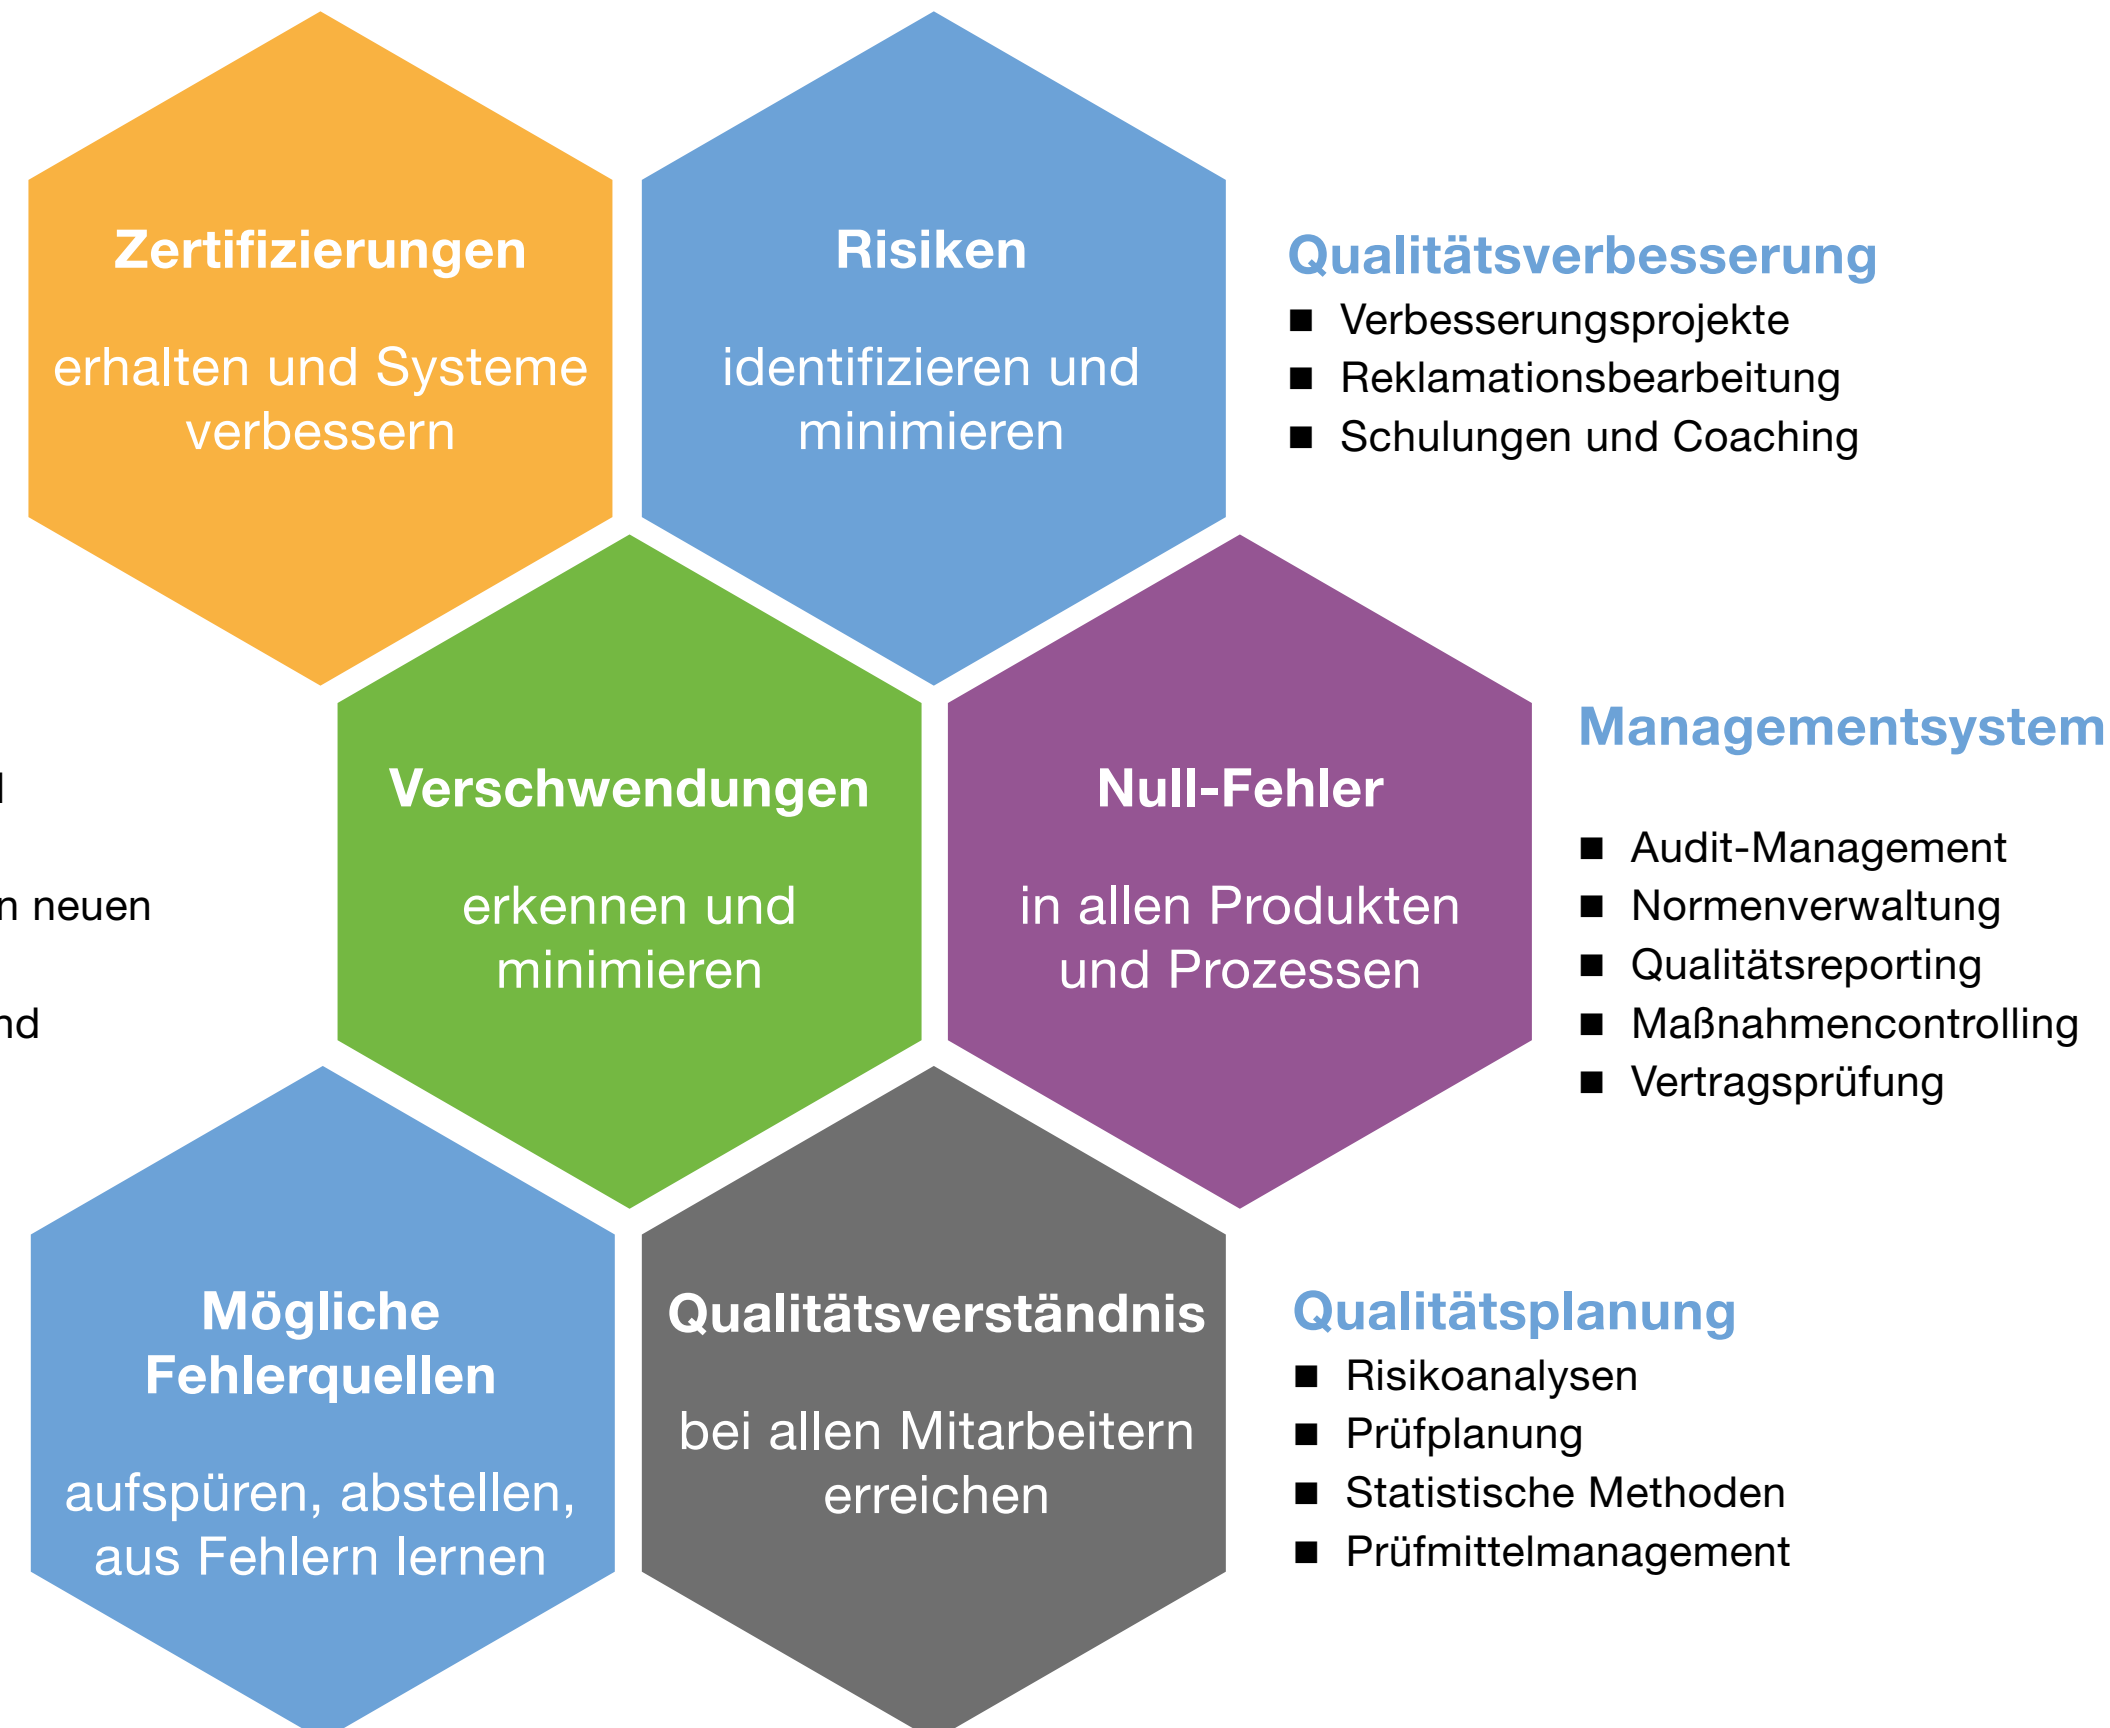 Zertifizierungen
erhalten und Systeme
verbessern
Risiken
identifizieren und
minimieren
Qualitätsverbesserung
■ Verbesserungsprojekte
■ Reklamationsbearbeitung
■ Schulungen und Coaching
neuen
Verschwendungen
erkennen und
minimieren
Null-Fehler
in allen Produkten
und Prozessen
Managementsystem
■ Audit-Management
■ Normenverwaltung
■ Qualitätsreporting
■ Maßnahmencontrolling
■ Vertragsprüfung
Mögliche
Fehlerquellen
aufspüren, abstellen,
aus Fehlern lernen
Qualitätsverständnis
bei allen Mitarbeitern
erreichen
Qualitätsplanung
■ Risikoanalysen
■ Prüfplanung
■ Statistische Methoden
■ Prüfmittelmanagement